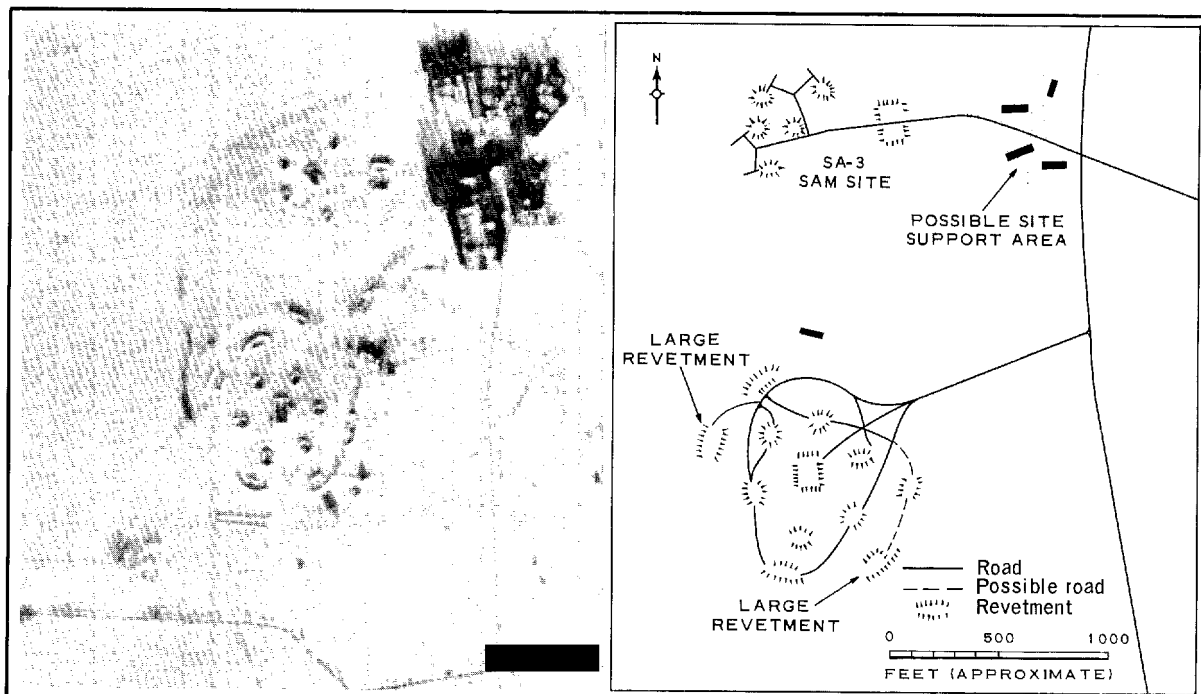 N
SA-3
SAM SITE
POSSIBLE SITE
SUPPORT AREA
LARGE
REVETMENT
LARGE
REVETMENT
Road
Possible road
Revetment
0 500 1000
FEET (APPROXIMATE)